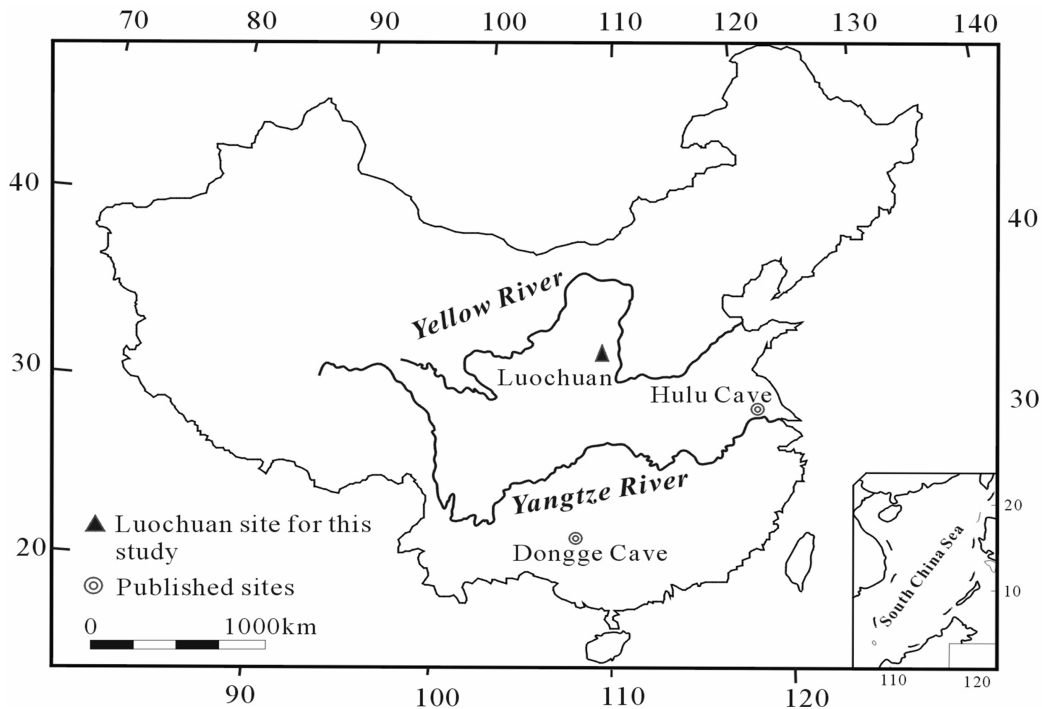 70 80 90 100 110 120 130 140
40
40
Yellow River
30
Luochuan
Hulu Cave
30
Yangtze River
Luochuan site for this
study
20
20
Dongge Cave
South China Sea
Published sites
10
0 1000km
110 120
90 100 110 120